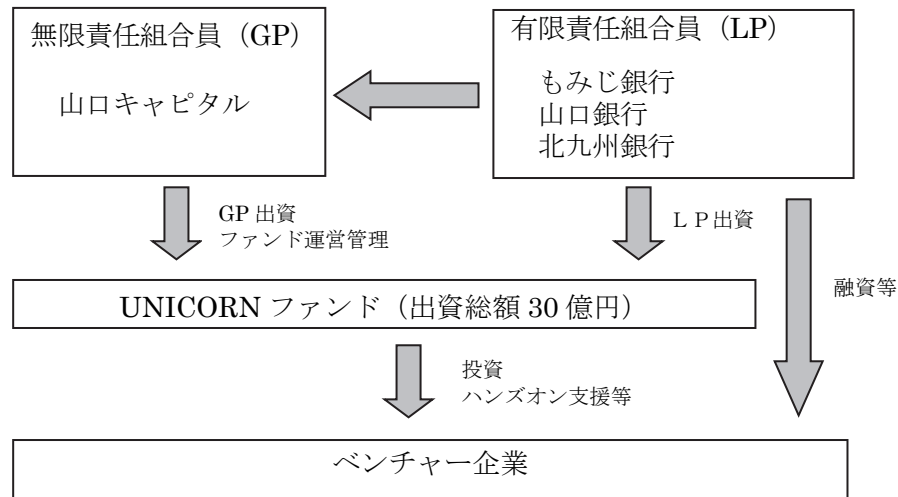 無限責任組合員（GP）
山口キャピタル
有限責任組合員（LP）
もみじ銀行
山口銀行
北九州銀行
GP 出資
ファンド運営管理
ＬＰ出資
融資等
UNICORN ファンド（出資総額 30 億円）
投資
ハンズオン支援等
ベンチャー企業